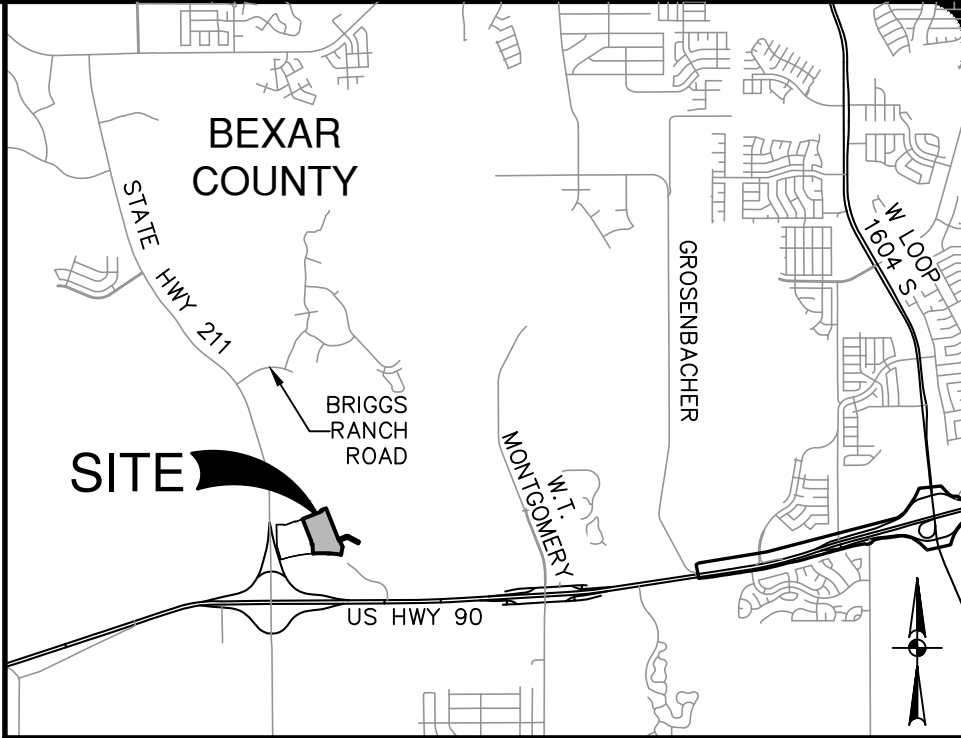 BEXAR
COUNTY
STATE HWY 211
W LOOP
1604 S
GROSENBACHER
BRIGGS
RANCH
ROAD
SITE
W.T.
MONTGOMERY
US HWY 90